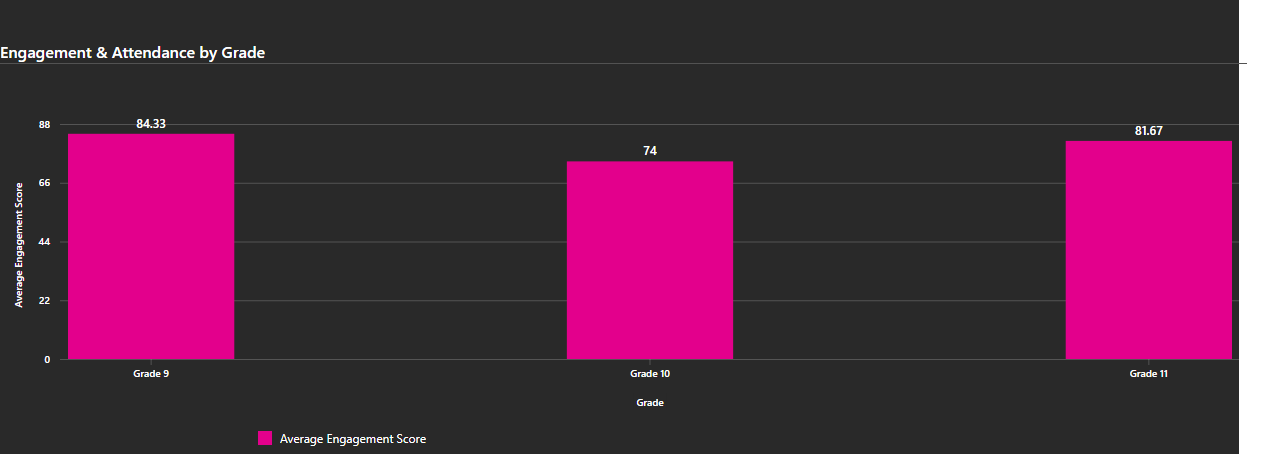 Engagement & Attendance by Grade
88
66
44
22
0
Average Engagement Score
84.33
74
81.67
Grade 9
Grade 10
Grade 11
Grade
Average Engagement Score